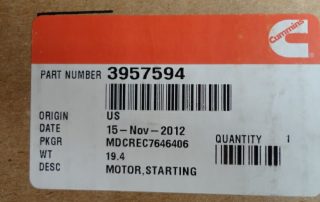 Cummins
PART NUMBER 3957594
ORIGIN US
DATE 15-Nov-2012
PKGR MDCREC7646406
QUANTITY 1
WT 19.4
DESC MOTOR,STARTING